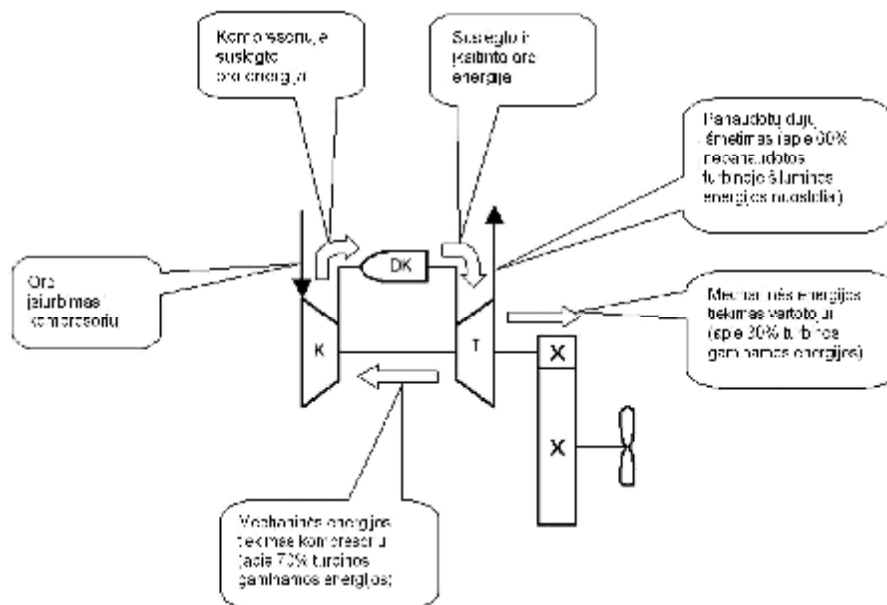 Kompresoriuje
suslėgto
oro energija
Suslėgto ir
įkaitinto oro
energija
Panaudotų dujų
išmetimas (apie 60%
nepanaudotos
turbinoje šiluminės
energijos nuostoliai)
Oro
įsiurbimas
kompresoriu
DK
K
T
X
X
Mechaninės energijos
tiekimas vartotojui
(apie 30% turbinos
gaminamos energijos)
Mechaninės energijos
tiekimas kompresoriui
(apie 70% turbinos
gaminamos energijos)